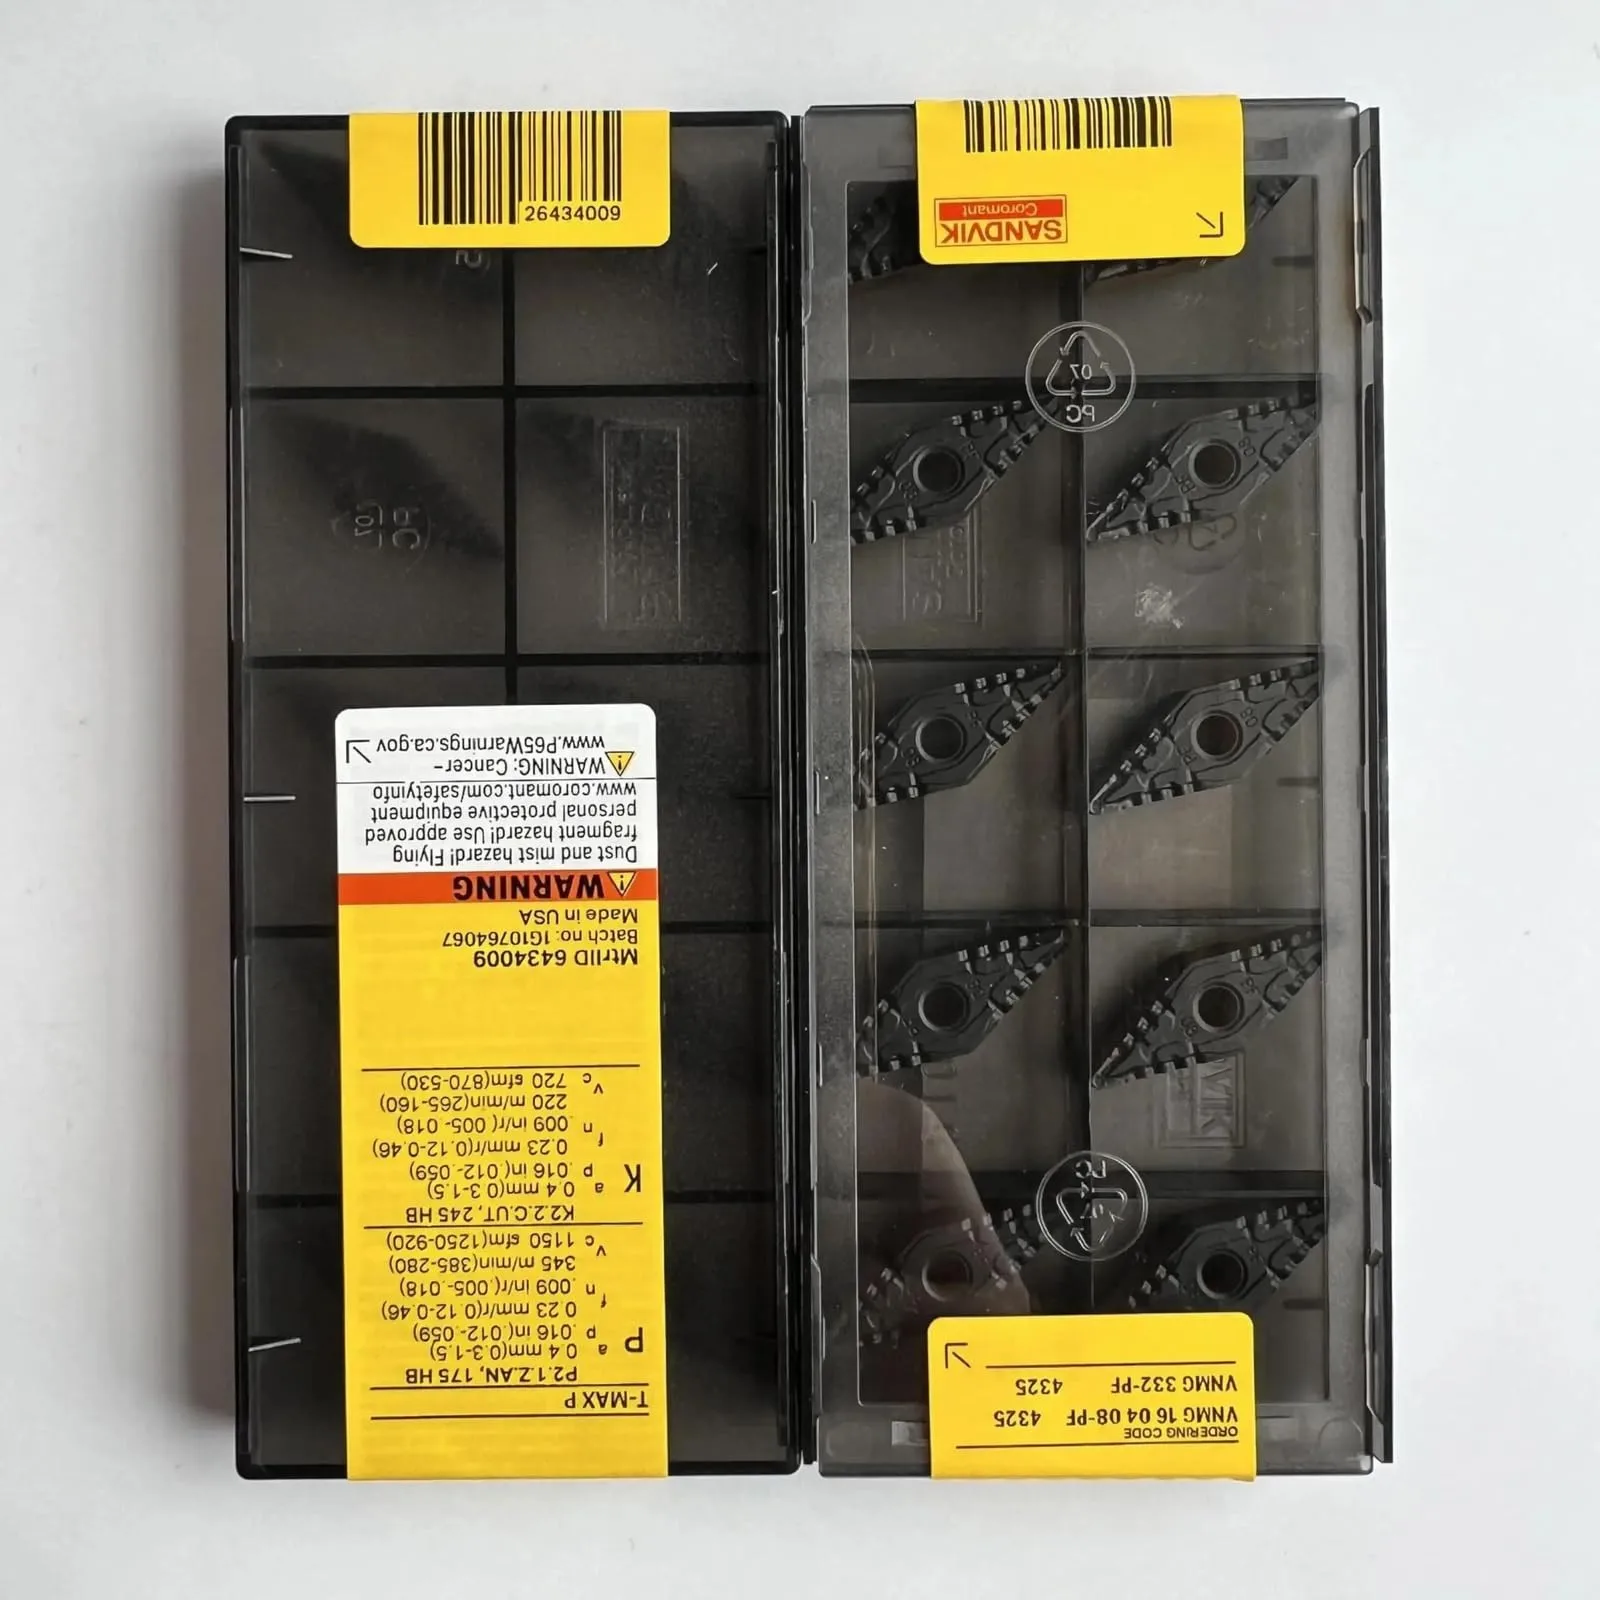 26434009
T-MAX P
P2.1.Z.AN, 175 HB
P
a p 0.4 mm(0.3-1.5)
.016 in(.012-.059)
f n 0.23 mm/r(0.12-0.46)
.009 in/r(.005-.018)
v c 345 m/min(385-280)
1150 sfm(1250-920)
K2.2.C.UT, 245 HB
K
a p 0.4 mm(0.3-1.5)
.016 in(.012-.059)
f n 0.23 mm/r(0.12-0.46)
.009 in/r(.005-.018)
v c 220 m/min(265-160)
720 sfm(870-530)
MtrlID 6434009
Batch no: 1G10764067
Made in USA
WARNING
Dust and mist hazard! Flying
fragment hazard! Use approved
personal protective equipment
www.coromant.com/safetyinfo
WARNING: Cancer-
www.P65Warnings.ca.gov
SANDVIK
Coromant
ORDERING CODE
VNMG 16 04 08-PF 4325
VNMG 332-PF 4325
07
PC
PC
07
PC